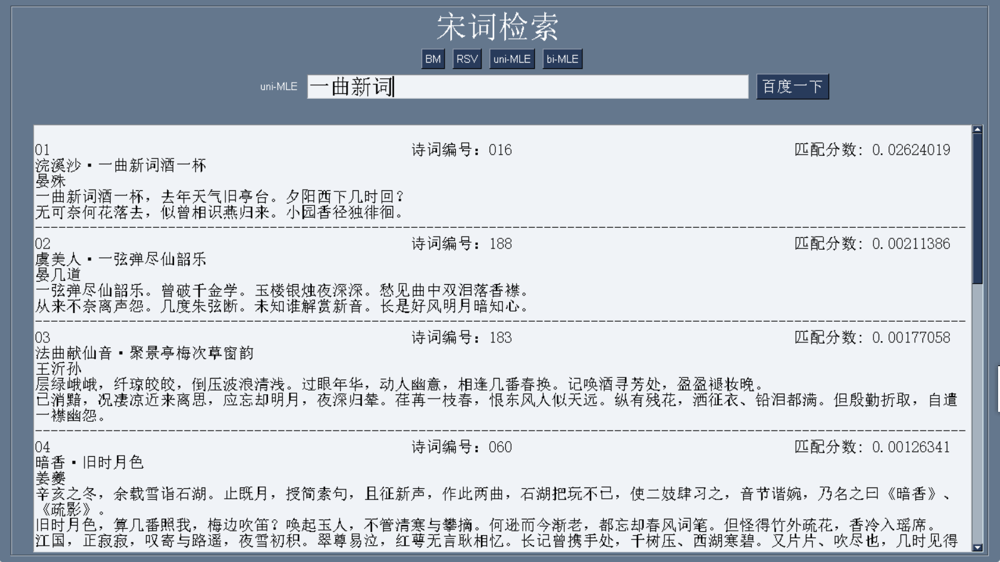 宋词检索
BM RSV uni-MLE bi-MLE
uni-MLE 一曲新词 百度一下
01 诗词编号：016 匹配分数：0.02624019
浣溪沙·一曲新词酒一杯
晏殊
一曲新词酒一杯，去年天气旧亭台。夕阳西下几时回？
无可奈何花落去，似曾相识燕归来。小园香径独徘徊。
02 诗词编号：188 匹配分数：0.00211386
虞美人·一弦弹尽仙韶乐
晏几道
一弦弹尽仙韶乐。曾破千金学。玉楼银烛夜深深。愁见曲中双泪落香襟。
从来不奈离声怨。几度朱弦断。未知谁解赏新音。长是好风明月暗知心。
03 诗词编号：183 匹配分数：0.00177058
法曲献仙音·聚景亭梅次草窗韵
王沂孙
层绿峨峨，纤琼皎皎，倒压波浪清浅。过眼年华，动人幽意，相逢几番春换。记唤酒寻芳处，盈盈褪妆晚。
已消黯，况凄凉近来离思，应忘却明月，夜深归辇。荏苒一枝春，恨东风人似天远。纵有残花，洒征衣、铅泪都满。但殷勤折取，自遣
一襟幽怨。
04 诗词编号：060 匹配分数：0.00126341
暗香·旧时月色
姜夔
辛亥之冬，余载雪诣石湖。止既月，授简索句，且征新声，作此两曲，石湖把玩不已，使二妓肆习之，音节谐婉，乃名之曰《暗香》、
《疏影》。
旧时月色，算几番照我，梅边吹笛？唤起玉人，不管清寒与攀摘。何逊而今渐老，都忘却春风词笔。但怪得竹外疏花，香冷入瑶席。
江国，正寂寂，叹寄与路遥，夜雪初积。翠尊易泣，红萼无言耿相忆。长记曾携手处，千树压、西湖寒碧。又片片、吹尽也，几时见得